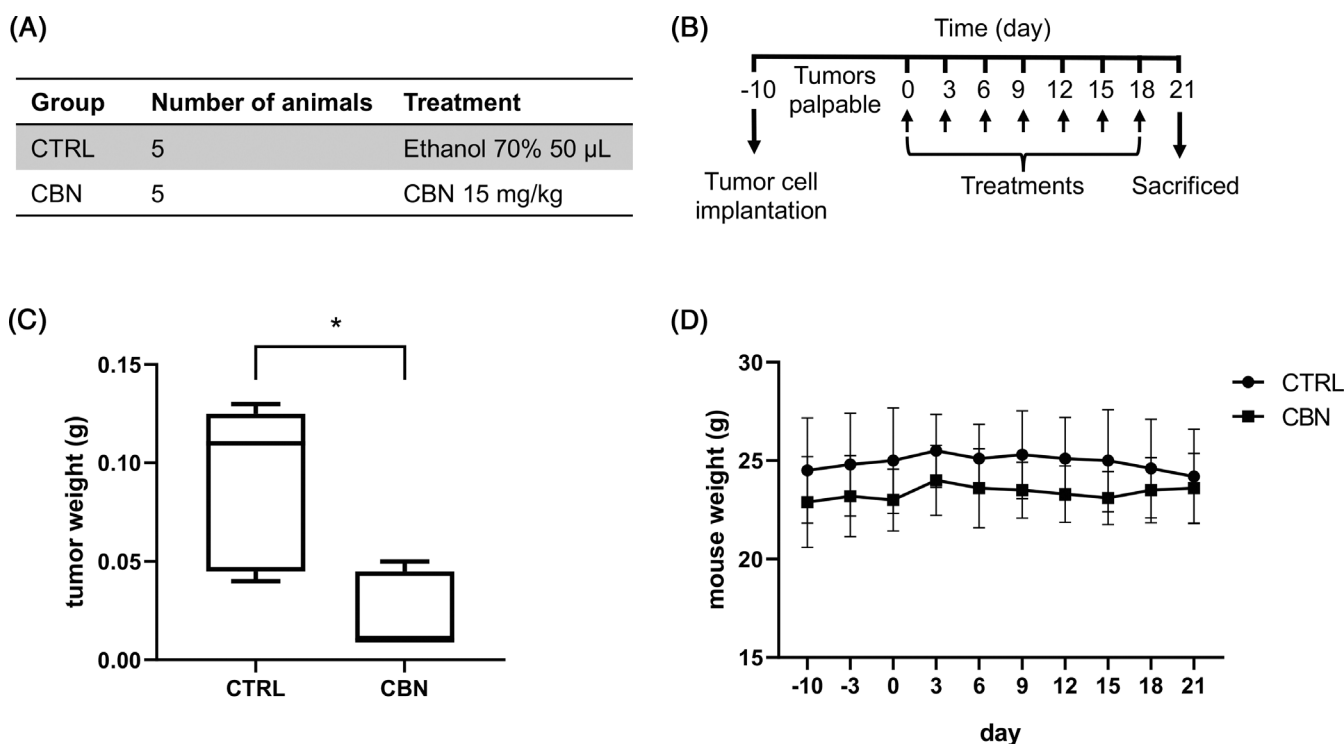 (A)
Group Number of animals Treatment
CTRL 5 Ethanol 70% 50 µL
CBN 5 CBN 15 mg/kg
(B)
Time (day)
-10 Tumors palpable 0 3 6 9 12 15 18 21
Tumor cell implantation
Treatments
Sacrificed
(C)
*
tumor weight (g)
0.15
0.10
0.05
0.00
CTRL CBN
(D)
mouse weight (g)
30
25
20
15
-10 -3 0 3 6 9 12 15 18 21
day
CTRL
CBN